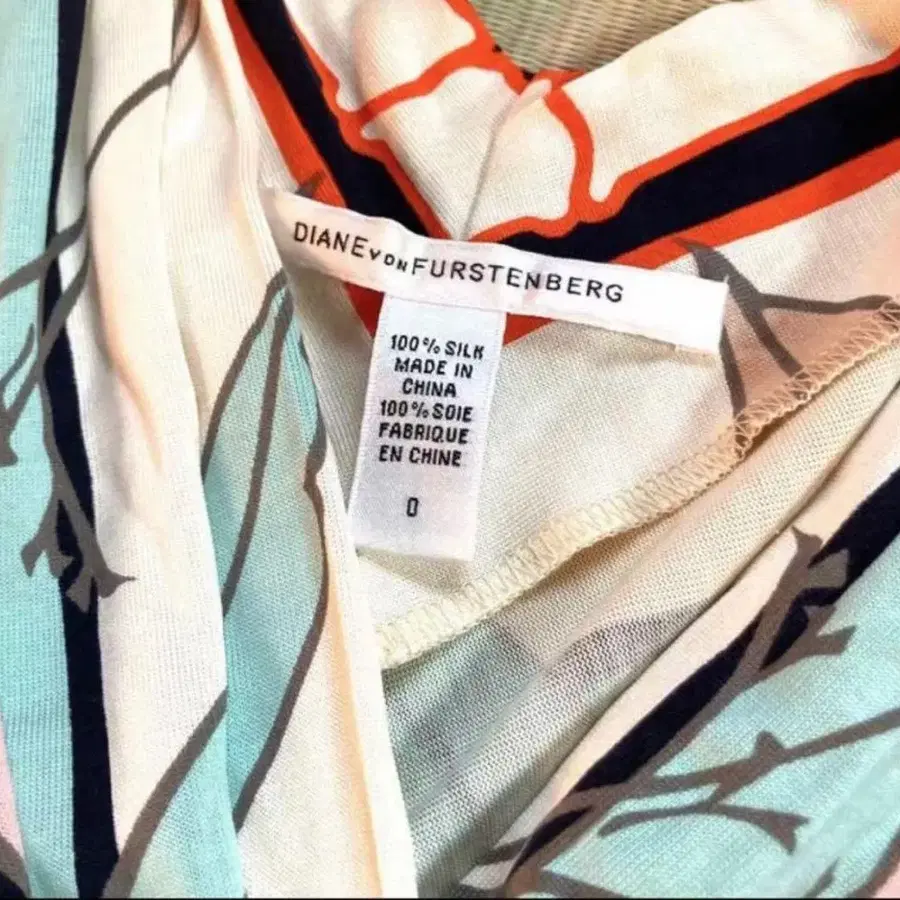 DIANE VON FURSTENBERG
100% SILK
MADE IN
CHINA
100% SOIE
FABRIQUE
EN CHINE
0